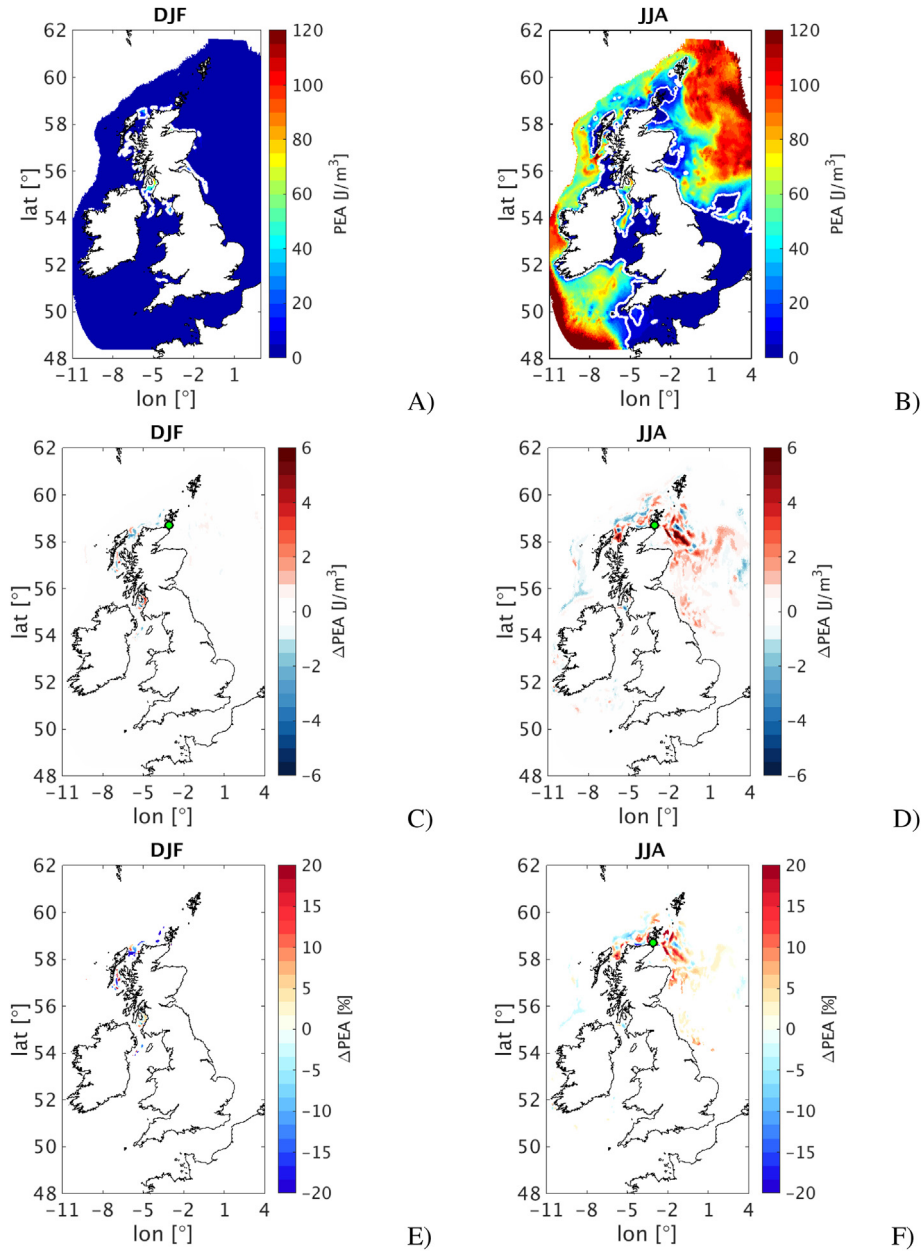 DJF
62
60
58
56
54
52
50
48
lat [°]
-11 -8 -5 -2 1
lon [°]
120
100
80
60
40
20
0
PEA [J/m³]
A)
JJA
62
60
58
56
54
52
50
48
lat [°]
-11 -8 -5 -2 1 4
lon [°]
120
100
80
60
40
20
0
PEA [J/m³]
B)
DJF
62
60
58
56
54
52
50
48
lat [°]
-11 -8 -5 -2 1 4
lon [°]
6
4
2
0
-2
-4
-6
ΔPEA [J/m³]
C)
JJA
62
60
58
56
54
52
50
48
lat [°]
-11 -8 -5 -2 1 4
lon [°]
6
4
2
0
-2
-4
-6
ΔPEA [J/m³]
D)
DJF
62
60
58
56
54
52
50
48
lat [°]
-11 -8 -5 -2 1 4
lon [°]
20
15
10
5
0
-5
-10
-15
-20
ΔPEA [%]
E)
JJA
62
60
58
56
54
52
50
48
lat [°]
-11 -8 -5 -2 1 4
lon [°]
20
15
10
5
0
-5
-10
-15
-20
ΔPEA [%]
F)